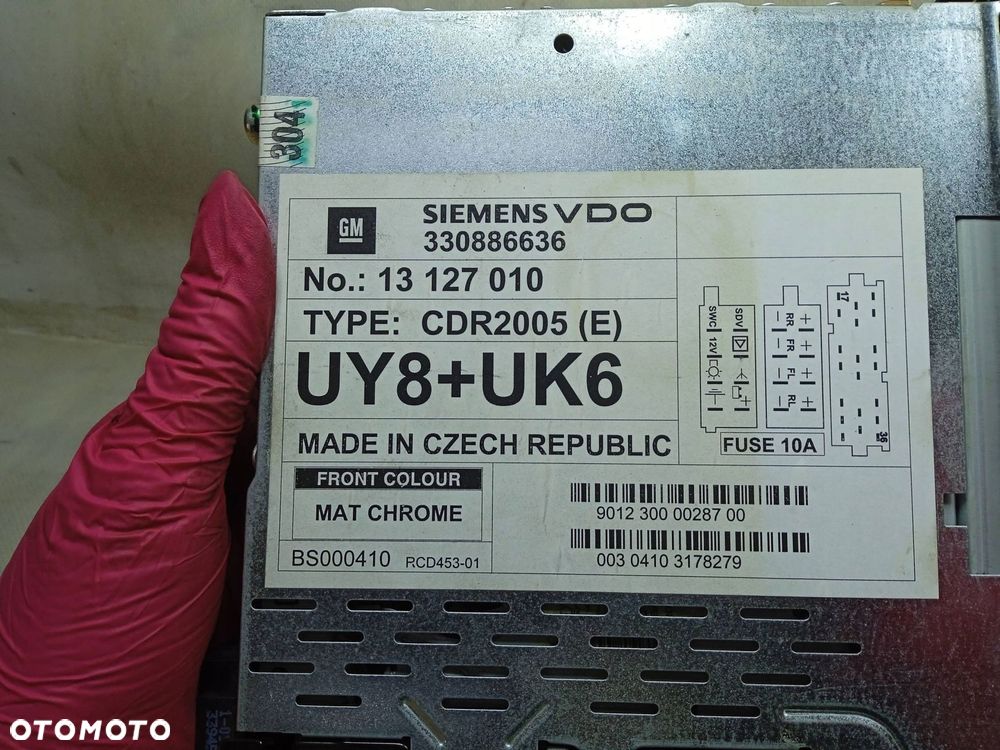 304
GM
SIEMENS VDO
330886636
No.: 13 127 010
TYPE: CDR2005 (E)
UY8+UK6
MADE IN CZECH REPUBLIC
FRONT COLOUR
MAT CHROME
BS000410 RCD453-01
SWC 12V
SDV
RR FR FL RL
17
36
FUSE 10A
9012 300 00287 00
003 0410 3178279
OTOMOTO